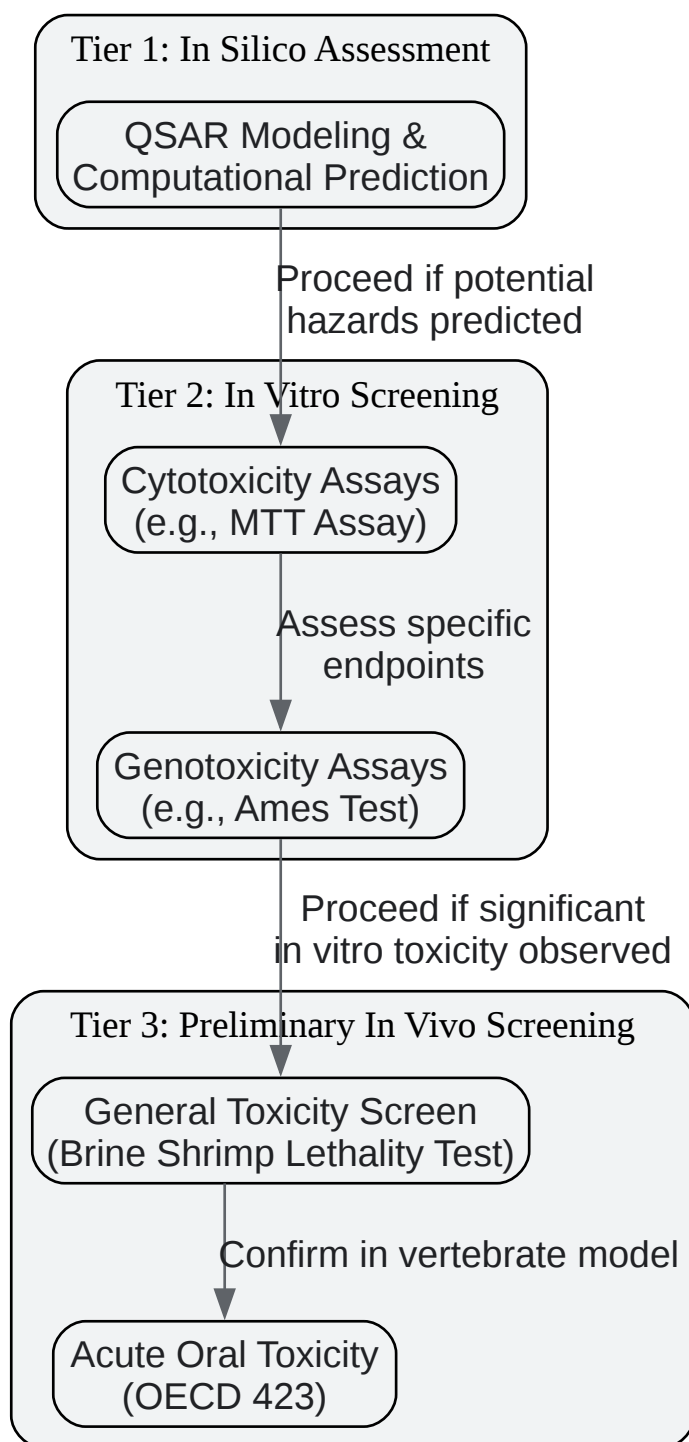 Tier 1: In Silico Assessment
QSAR Modeling &
Computational Prediction
Proceed if potential
hazards predicted
Tier 2: In Vitro Screening
Cytotoxicity Assays
(e.g., MTT Assay)
Assess specific
endpoints
Genotoxicity Assays
(e.g., Ames Test)
Proceed if significant
in vitro toxicity observed
Tier 3: Preliminary In Vivo Screening
General Toxicity Screen
(Brine Shrimp Lethality Test)
Confirm in vertebrate model
Acute Oral Toxicity
(OECD 423)